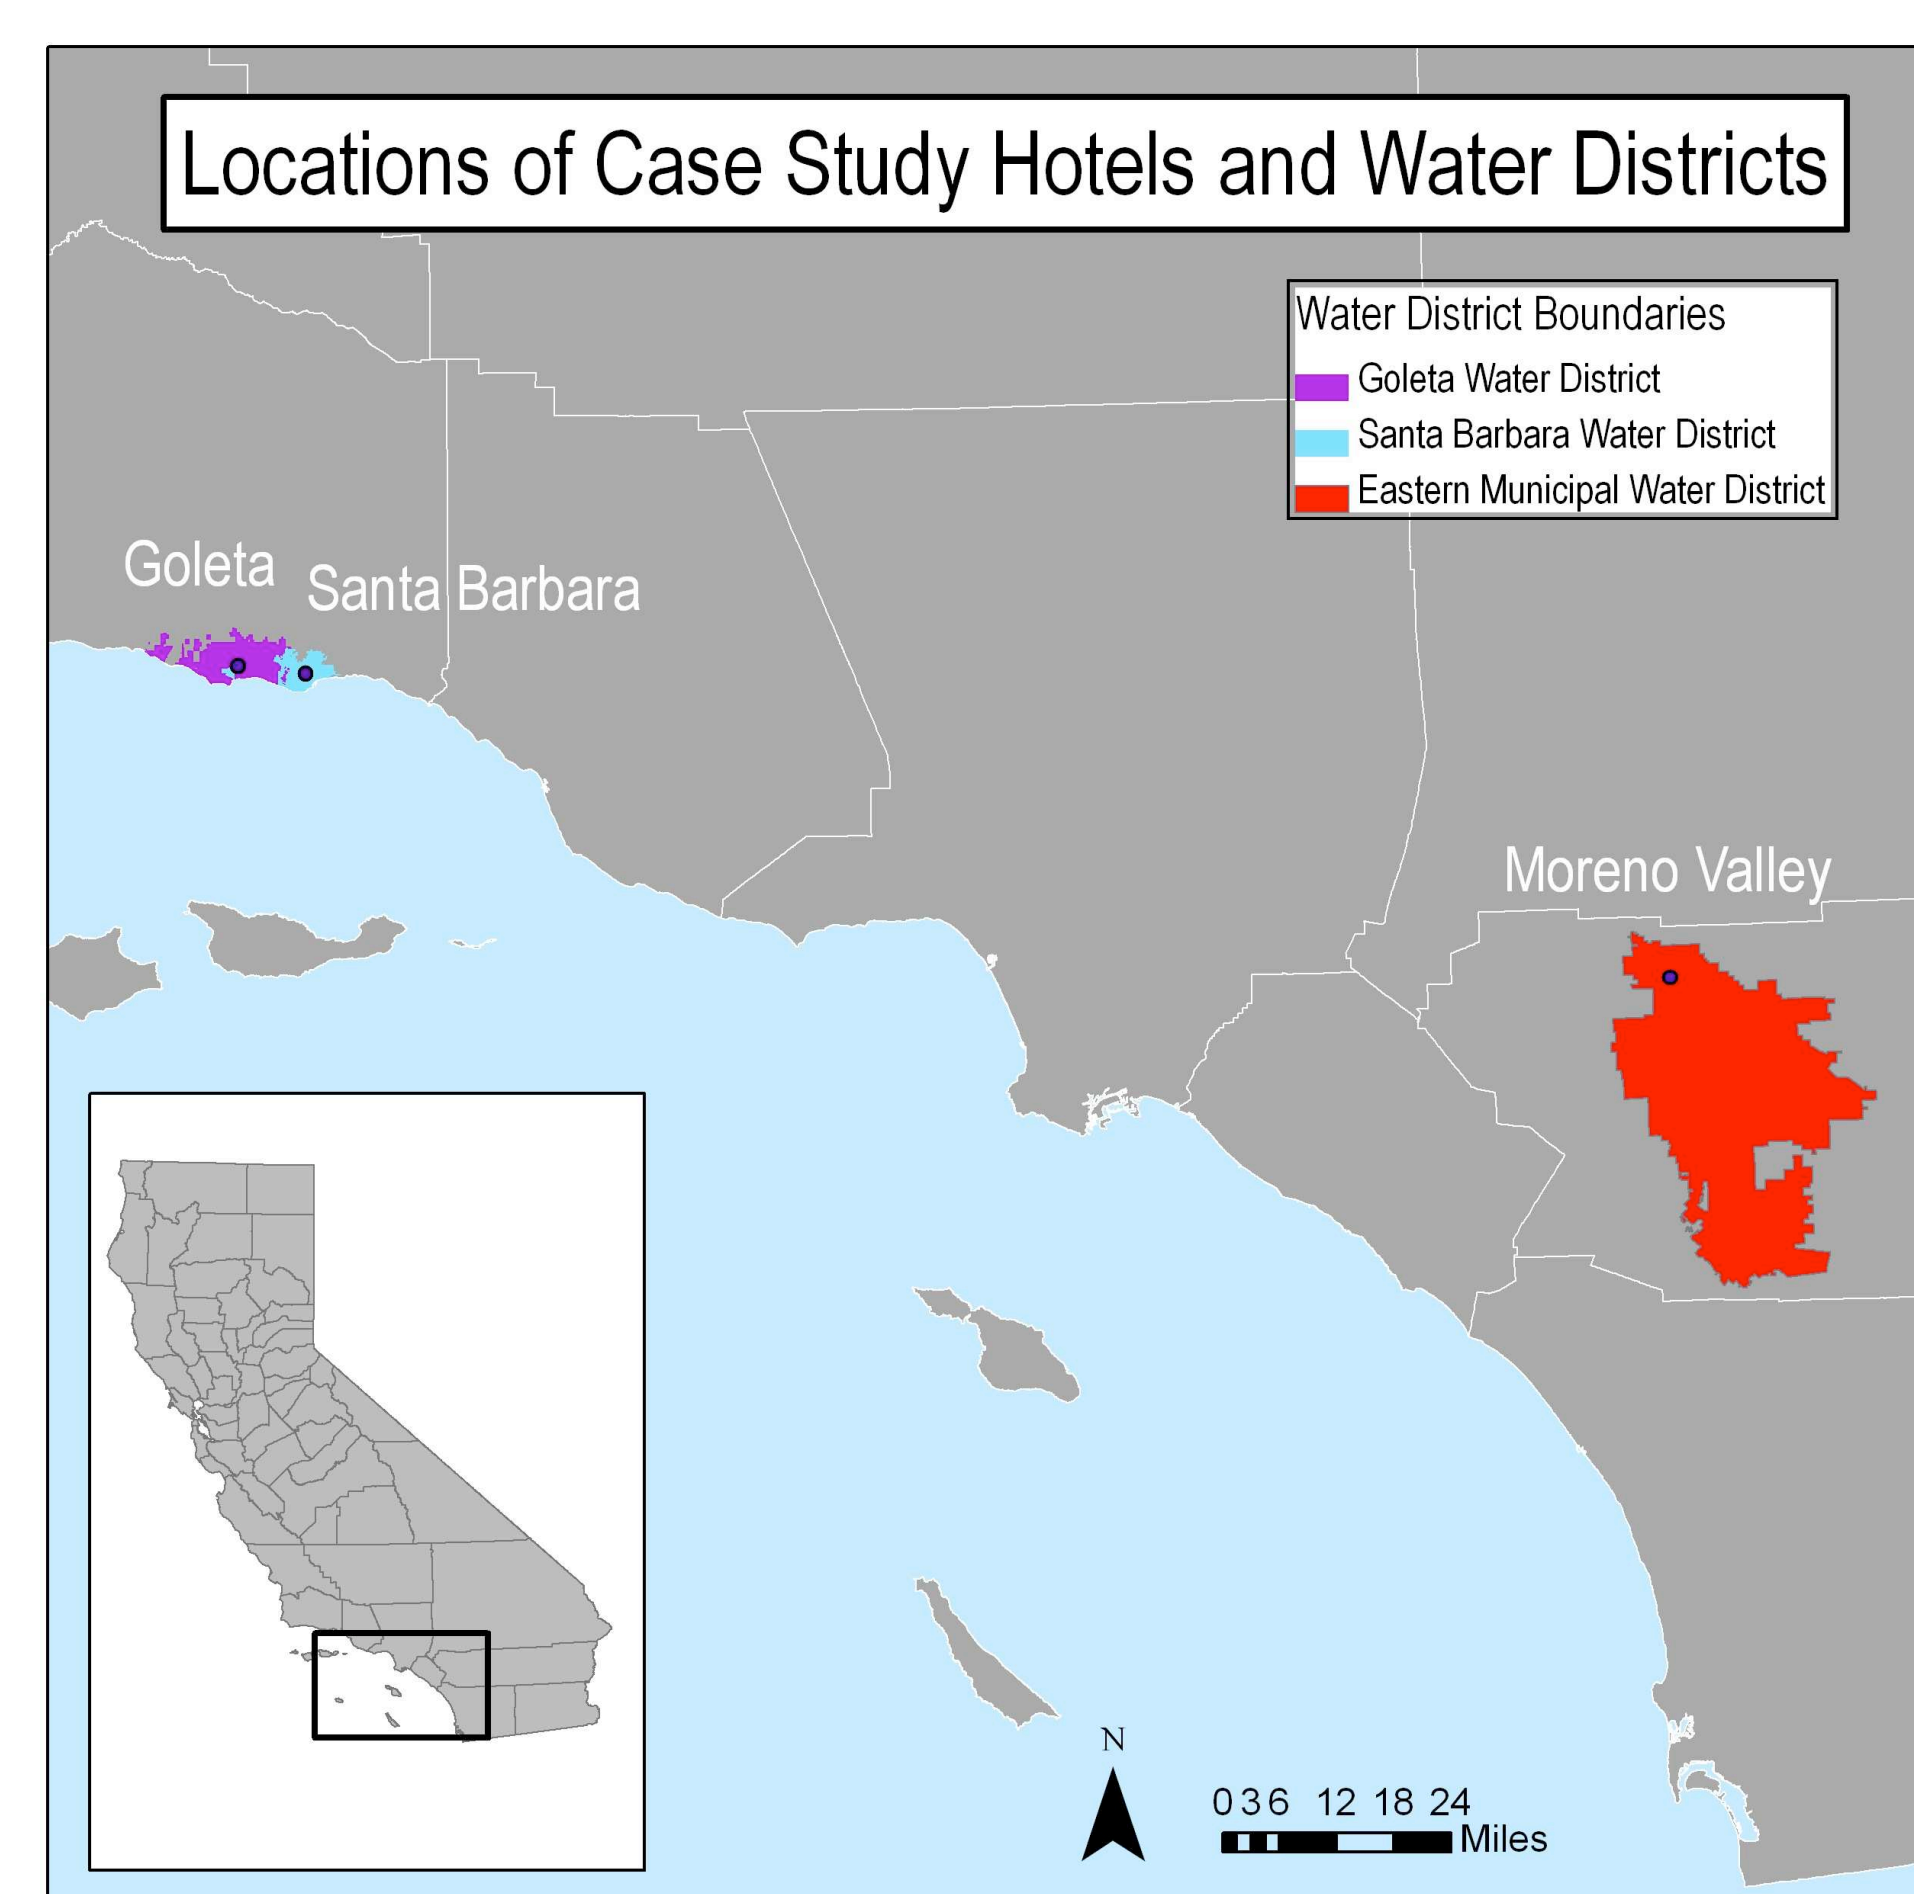 Locations of Case Study Hotels and Water Districts
Water District Boundaries
Goleta Water District
Santa Barbara Water District
Eastern Municipal Water District
Goleta
Santa Barbara
Moreno Valley
N
0 3 6 12 18 24
Miles